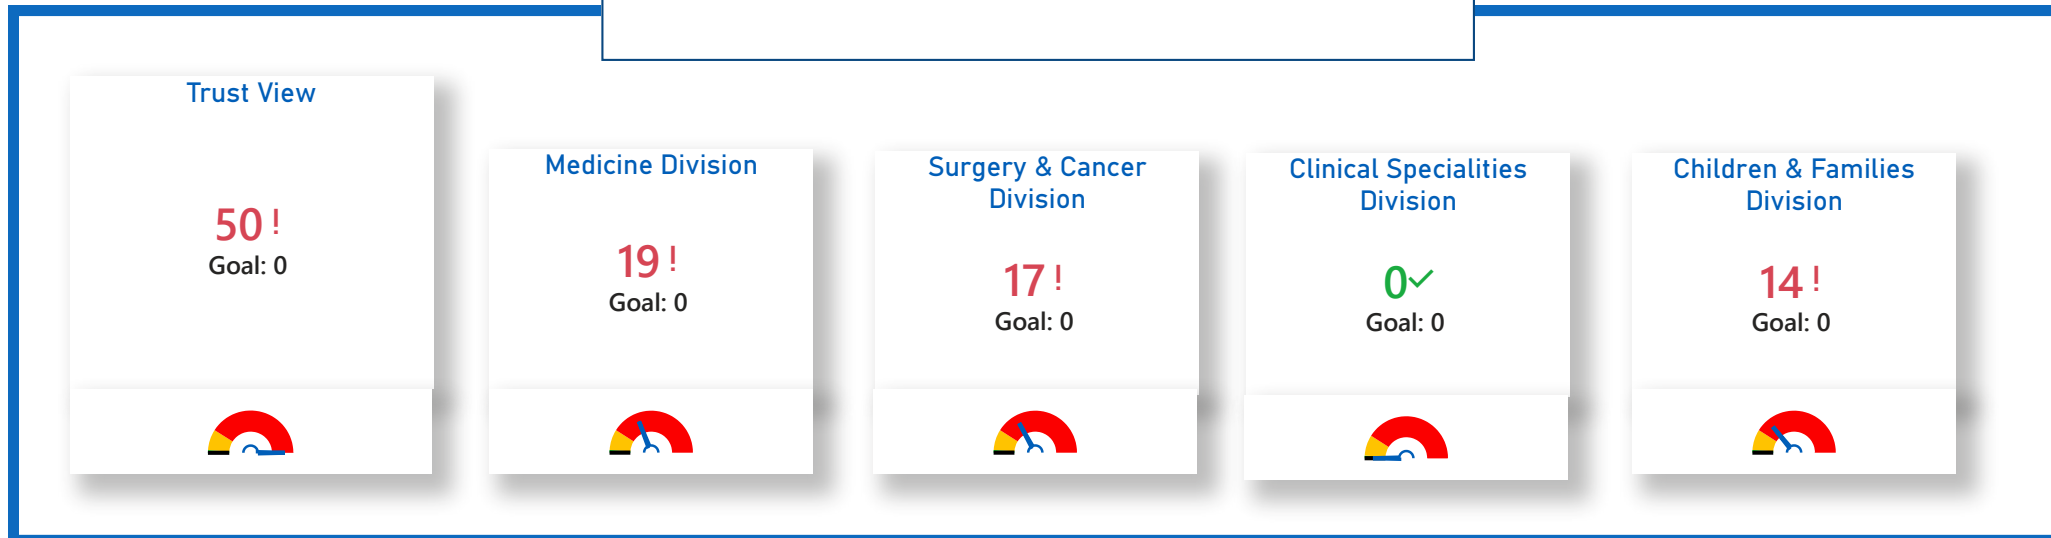 Trust View
50 !
Goal: 0
Medicine Division
19 !
Goal: 0
Surgery & Cancer
Division
17 !
Goal: 0
Clinical Specialities
Division
0✓
Goal: 0
Children & Families
Division
14 !
Goal: 0